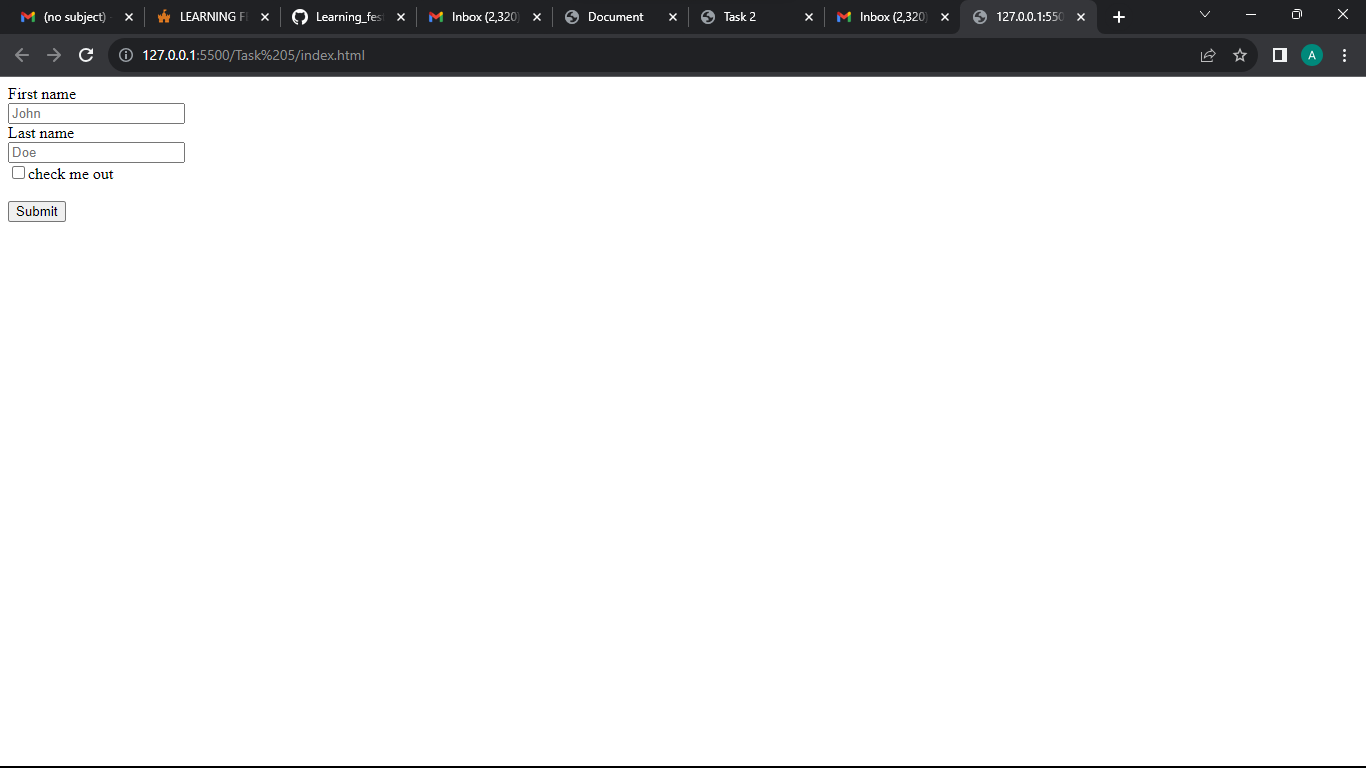 (no subject)
LEARNING F
Learning_fes
Inbox (2,320)
Document
Task 2
Inbox (2,320)
127.0.0.1:550
127.0.0.1:5500/Task%205/index.html
A
First name
John
Last name
Doe
check me out
Submit